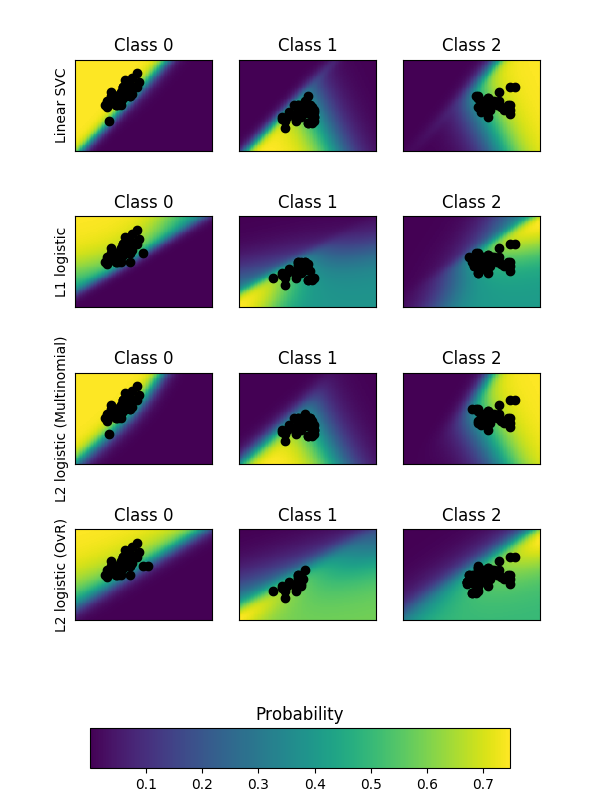 Class 0 Class 1 Class 2
Linear SVC
Class 0 Class 1 Class 2
L1 logistic
Class 0 Class 1 Class 2
L2 logistic (Multinomial)
Class 0 Class 1 Class 2
L2 logistic (OvR)
Probability
0.1 0.2 0.3 0.4 0.5 0.6 0.7